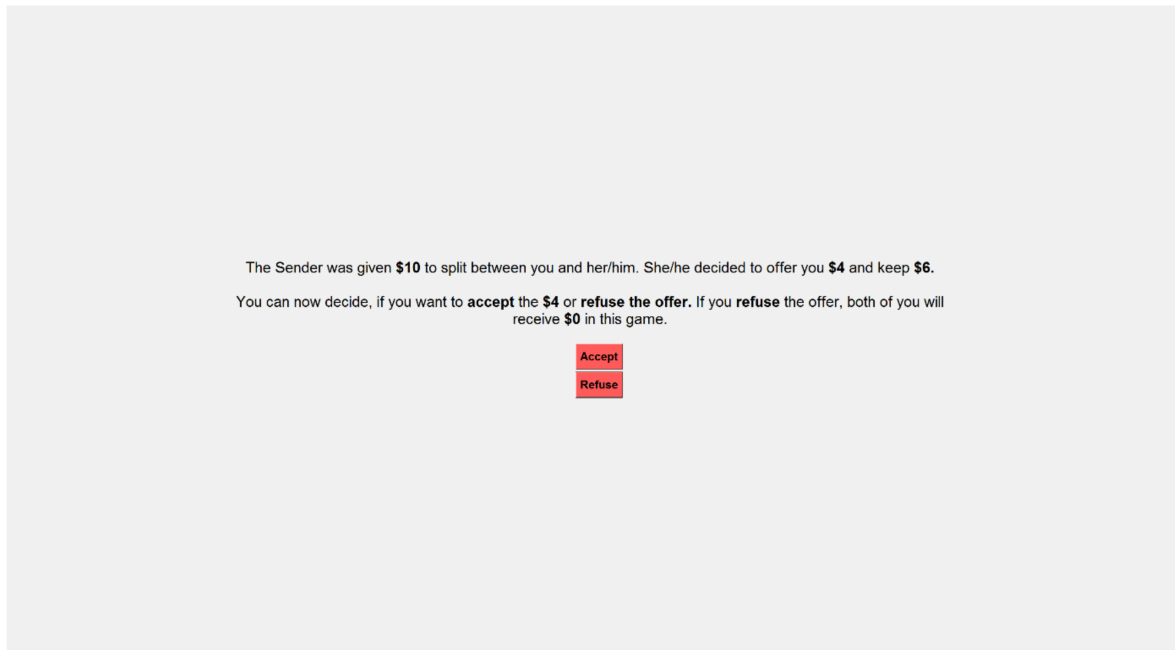 The Sender was given $10 to split between you and her/him. She/he decided to offer you $4 and keep $6.
You can now decide, if you want to accept the $4 or refuse the offer. If you refuse the offer, both of you will
receive $0 in this game.
Accept
Refuse